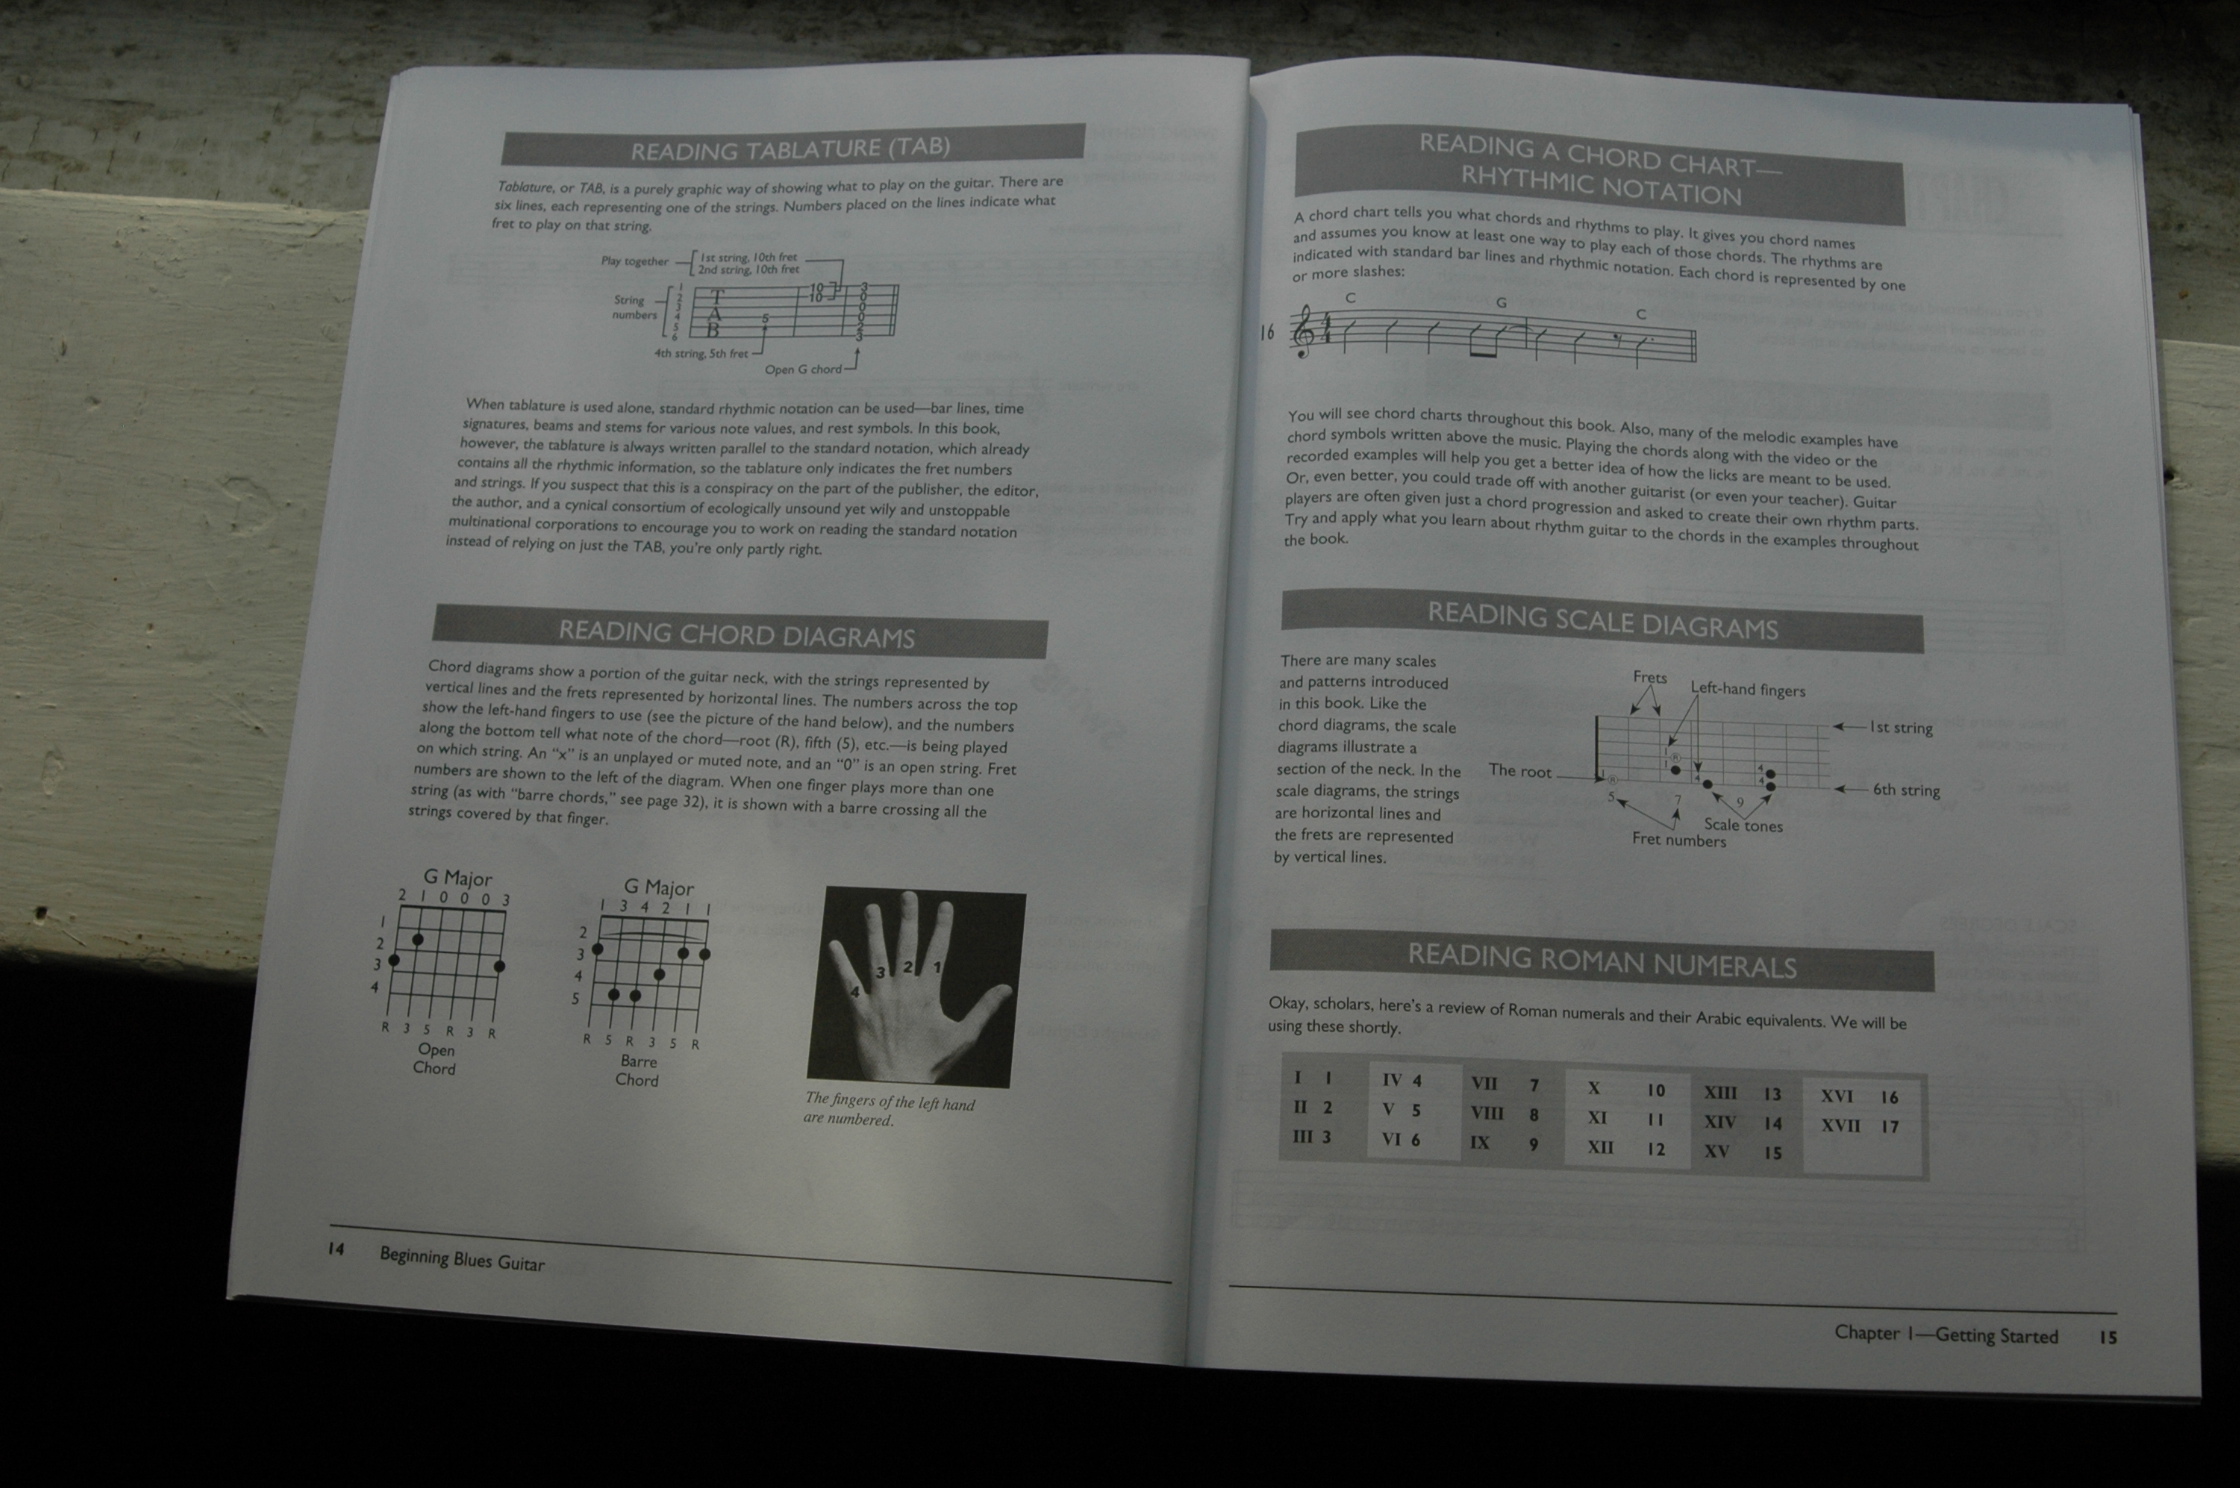 READING TABLATURE (TAB)
Tablature, or TAB, is a purely graphic way of showing what to play on the guitar. There are
six lines, each representing one of the strings. Numbers placed on the lines indicate what
fret to play on that string.
Play together
1st string, 10th fret
2nd string, 10th fret
String
numbers
1
2
3
4
5
6
T
A
B
5
10
10
3
0
0
0
2
3
4th string, 5th fret
Open G chord
When tablature is used alone, standard rhythmic notation can be used—bar lines, time
signatures, beams and stems for various note values, and rest symbols. In this book,
however, the tablature is always written parallel to the standard notation, which already
contains all the rhythmic information, so the tablature only indicates the fret numbers
and strings. If you suspect that this is a conspiracy on the part of the publisher, the editor,
the author, and a cynical consortium of ecologically unsound yet wily and unstoppable
multinational corporations to encourage you to work on reading the standard notation
instead of relying on just the TAB, you're only partly right.
READING CHORD DIAGRAMS
Chord diagrams show a portion of the guitar neck, with the strings represented by
vertical lines and the frets represented by horizontal lines. The numbers across the top
show the left-hand fingers to use (see the picture of the hand below), and the numbers
along the bottom tell what note of the chord—root (R), fifth (5), etc.—is being played
on which string. An "x" is an unplayed or muted note, and an "0" is an open string. Fret
numbers are shown to the left of the diagram. When one finger plays more than one
string (as with "barre chords," see page 32), it is shown with a barre crossing all the
strings covered by that finger.
G Major
2 1 0 0 0 3
1
2
3
4
R 3 5 R 3 R
Open
Chord
G Major
1 3 4 2 1 1
2
3
4
5
R 5 R 3 5 R
Barre
Chord
4 3 2 1
The fingers of the left hand
are numbered.
14 Beginning Blues Guitar
READING A CHORD CHART—
RHYTHMIC NOTATION
A chord chart tells you what chords and rhythms to play. It gives you chord names
and assumes you know at least one way to play each of those chords. The rhythms are
indicated with standard bar lines and rhythmic notation. Each chord is represented by one
or more slashes:
C G C
16
4
4
You will see chord charts throughout this book. Also, many of the melodic examples have
chord symbols written above the music. Playing the chords along with the video or the
recorded examples will help you get a better idea of how the licks are meant to be used.
Or, even better, you could trade off with another guitarist (or even your teacher). Guitar
players are often given just a chord progression and asked to create their own rhythm parts.
Try and apply what you learn about rhythm guitar to the chords in the examples throughout
the book.
READING SCALE DIAGRAMS
There are many scales
and patterns introduced
in this book. Like the
chord diagrams, the scale
diagrams illustrate a
section of the neck. In the
scale diagrams, the strings
are horizontal lines and
the frets are represented
by vertical lines.
Frets
Left-hand fingers
1st string
The root
1 R
1 R
1
4
4
4
6th string
5 7 9
Scale tones
Fret numbers
READING ROMAN NUMERALS
Okay, scholars, here's a review of Roman numerals and their Arabic equivalents. We will be
using these shortly.
I 1 IV 4 VII 7 X 10 XIII 13 XVI 16
II 2 V 5 VIII 8 XI 11 XIV 14 XVII 17
III 3 VI 6 IX 9 XII 12 XV 15
Chapter 1—Getting Started 15